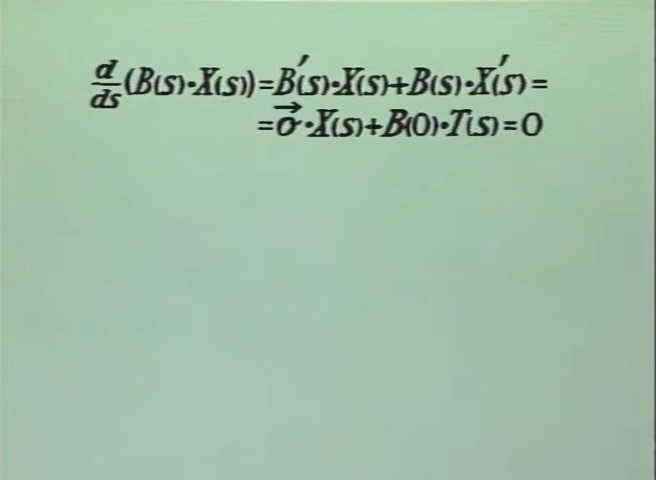 d/ds (B(s)·X(s)) = B′(s)·X(s)+B(s)·X′(s) =
= →o·X(s)+B(0)·T(s) = 0